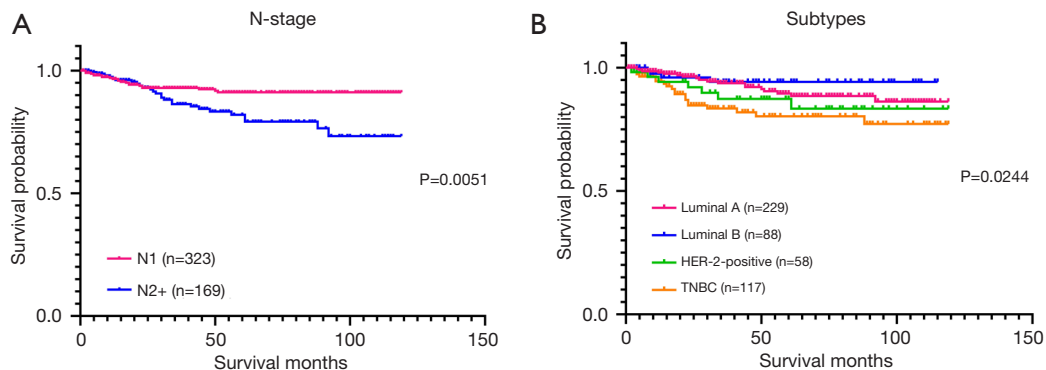 A
N-stage
Survival probability
1.0
0.5
0.0
P=0.0051
N1 (n=323)
N2+ (n=169)
0 50 100 150
Survival months
B
Subtypes
Survival probability
1.0
0.5
0.0
P=0.0244
Luminal A (n=229)
Luminal B (n=88)
HER-2-positive (n=58)
TNBC (n=117)
0 50 100 150
Survival months